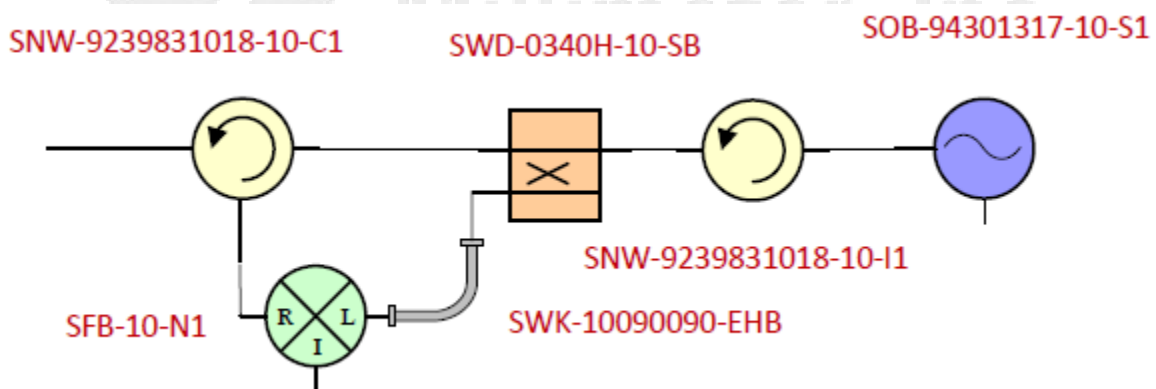 SNW-9239831018-10-C1
SWD-0340H-10-SB
SOB-94301317-10-S1
SNW-9239831018-10-I1
SFB-10-N1
R
L
I
SWK-10090090-EHB